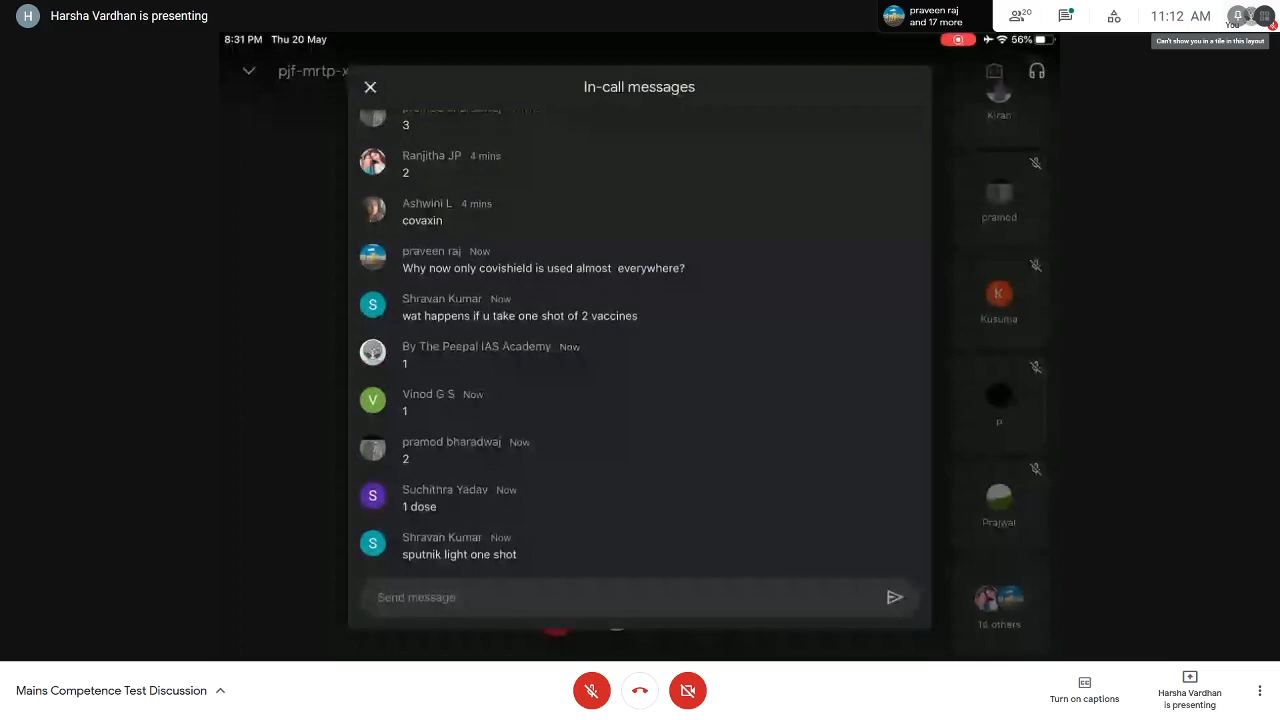 H Harsha Vardhan is presenting
praveen raj
and 17 more
20
11:12 AM
You
Can't show you in a tile in this layout
8:31 PM Thu 20 May
56%
pjf-mrtp-x
In-call messages
3
Ranjitha JP 4 mins
2
Ashwini L 4 mins
covaxin
praveen raj Now
Why now only covishield is used almost everywhere?
S Shravan Kumar Now
wat happens if u take one shot of 2 vaccines
By The Peepal IAS Academy Now
1
V Vinod G S Now
1
pramod bharadwaj Now
2
S Suchithra Yadav Now
1 dose
S Shravan Kumar Now
sputnik light one shot
Send message
Kiran
pramod
K
Kusuma
p
Prajwal
14 others
Mains Competence Test Discussion
Turn on captions
Harsha Vardhan
is presenting